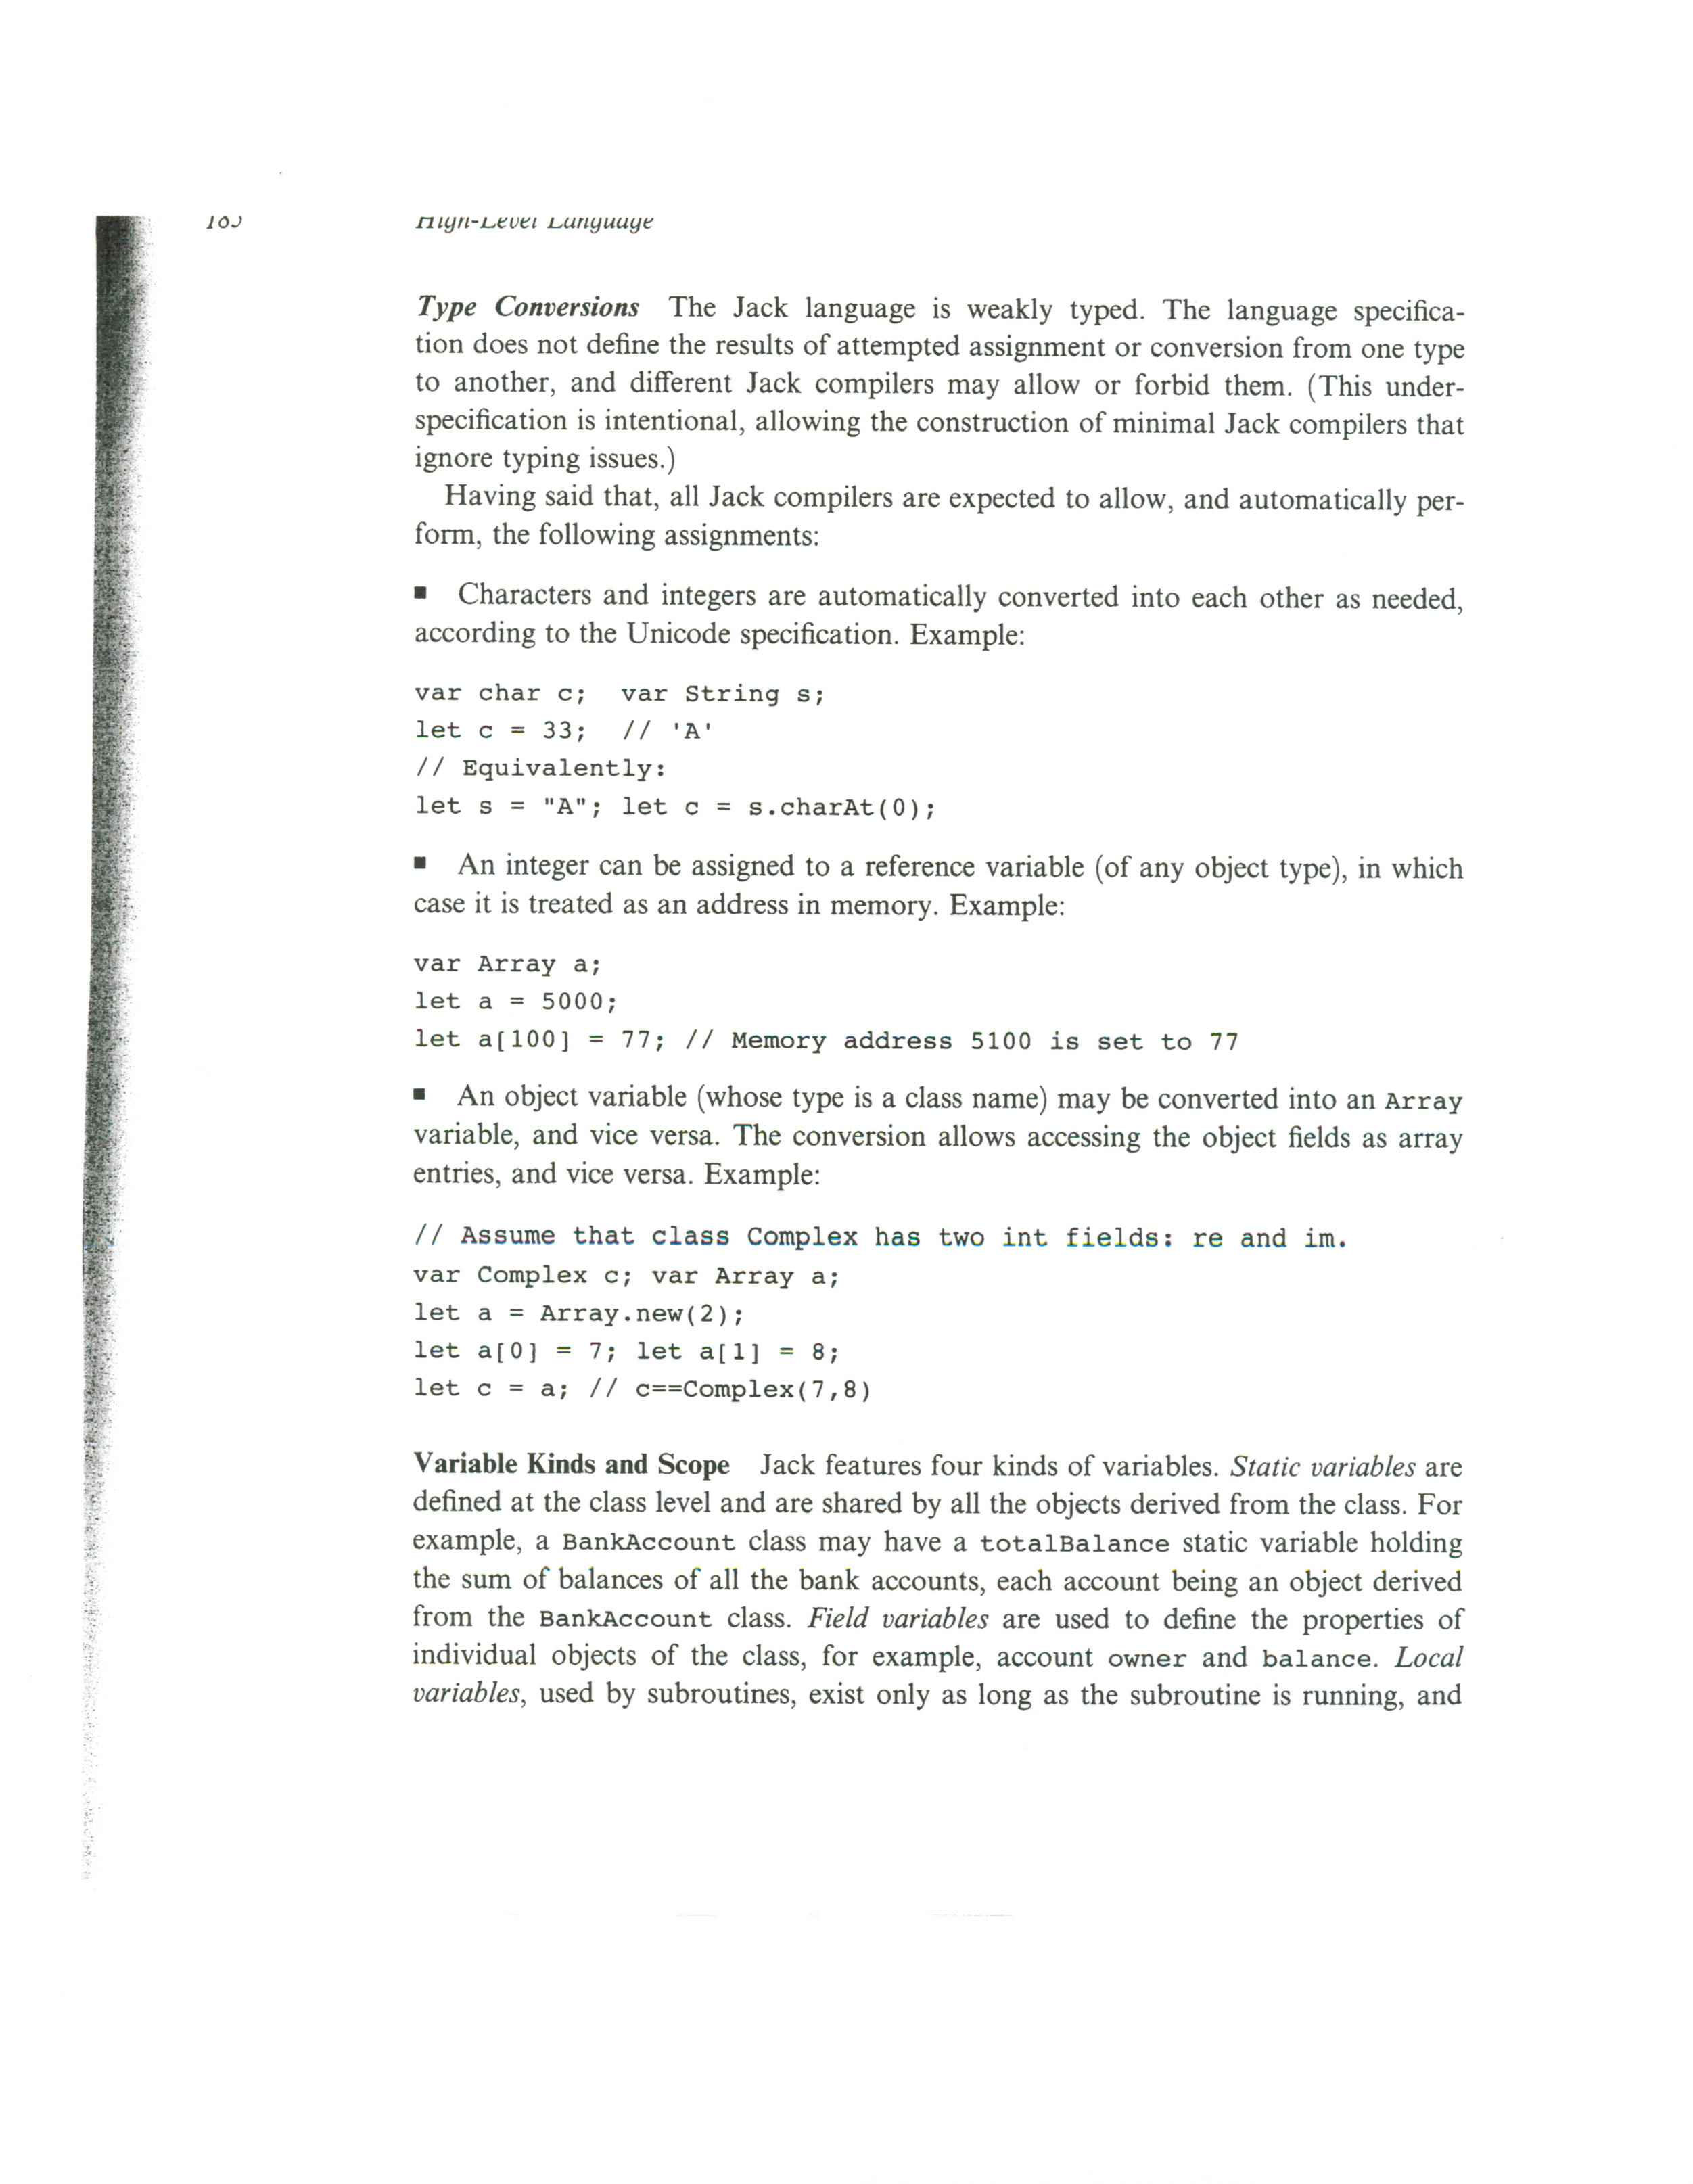 High-Level Language
Type Conversions The Jack language is weakly typed. The language specifica-
tion does not define the results of attempted assignment or conversion from one type
to another, and different Jack compilers may allow or forbid them. (This under-
specification is intentional, allowing the construction of minimal Jack compilers that
ignore typing issues.)
Having said that, all Jack compilers are expected to allow, and automatically per-
form, the following assignments:
■ Characters and integers are automatically converted into each other as needed,
according to the Unicode specification. Example:
var char c; var String s;
let c = 33; // 'A'
// Equivalently:
let s = "A"; let c = s.charAt(0);
■ An integer can be assigned to a reference variable (of any object type), in which
case it is treated as an address in memory. Example:
var Array a;
let a = 5000;
let a[100] = 77; // Memory address 5100 is set to 77
■ An object variable (whose type is a class name) may be converted into an Array
variable, and vice versa. The conversion allows accessing the object fields as array
entries, and vice versa. Example:
// Assume that class Complex has two int fields: re and im.
var Complex c; var Array a;
let a = Array.new(2);
let a[0] = 7; let a[1] = 8;
let c = a; // c==Complex(7,8)
Variable Kinds and Scope Jack features four kinds of variables. Static variables are
defined at the class level and are shared by all the objects derived from the class. For
example, a BankAccount class may have a totalBalance static variable holding
the sum of balances of all the bank accounts, each account being an object derived
from the BankAccount class. Field variables are used to define the properties of
individual objects of the class, for example, account owner and balance. Local
variables, used by subroutines, exist only as long as the subroutine is running, and